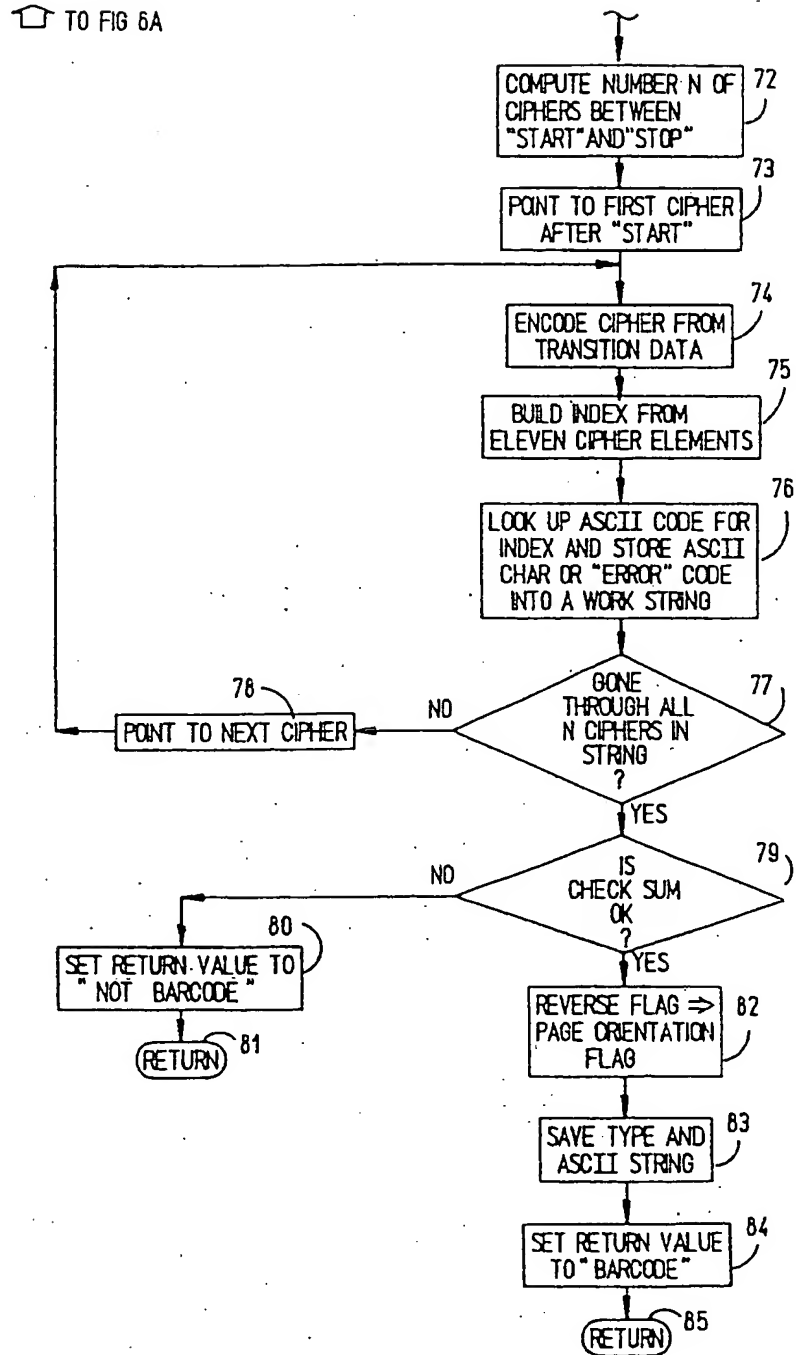 TO FIG 6A
COMPUTE NUMBER N OF
CIPHERS BETWEEN
"START" AND "STOP"
72
POINT TO FIRST CIPHER
AFTER "START"
73
ENCODE CIPHER FROM
TRANSITION DATA
74
BUILD INDEX FROM
ELEVEN CIPHER ELEMENTS
75
LOOK UP ASCII CODE FOR
INDEX AND STORE ASCII
CHAR OR "ERROR" CODE
INTO A WORK STRING
76
GONE
THROUGH ALL
N CIPHERS IN
STRING
?
77
NO
78
POINT TO NEXT CIPHER
YES
IS
CHECK SUM
OK
?
79
NO
80
SET RETURN VALUE TO
"NOT BARCODE"
RETURN
81
YES
REVERSE FLAG ⇒
PAGE ORIENTATION
FLAG
82
SAVE TYPE AND
ASCII STRING
83
SET RETURN VALUE
TO "BARCODE"
84
RETURN
85